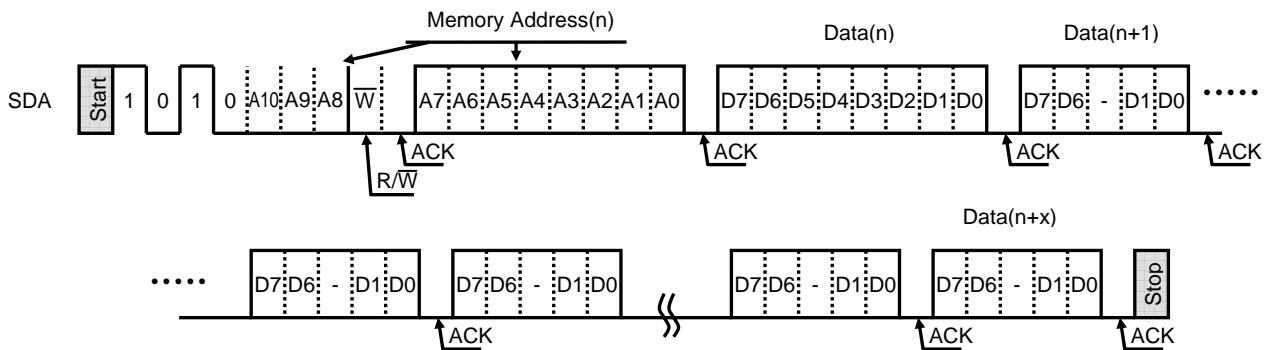 Memory Address(n)
Data(n) Data(n+1)
SDA Start 1 0 1 0 A10 A9 A8 W̅ A7 A6 A5 A4 A3 A2 A1 A0 D7 D6 D5 D4 D3 D2 D1 D0 D7 D6 - D1 D0 •••••
ACK ACK ACK ACK
R/W̅
Data(n+x)
••••• D7 D6 - D1 D0 D7 D6 - D1 D0 D7 D6 - D1 D0 D7 D6 - D1 D0 Stop
ACK ACK ACK